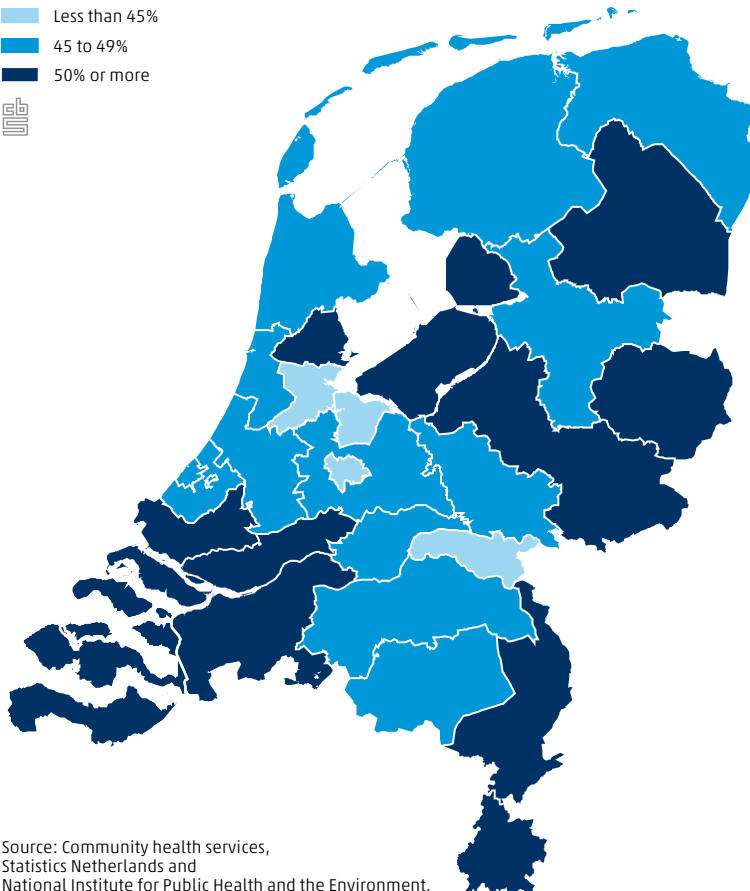 Less than 45%
45 to 49%
50% or more
cbs
Source: Community health services,
Statistics Netherlands and
National Institute for Public Health and the Environment.